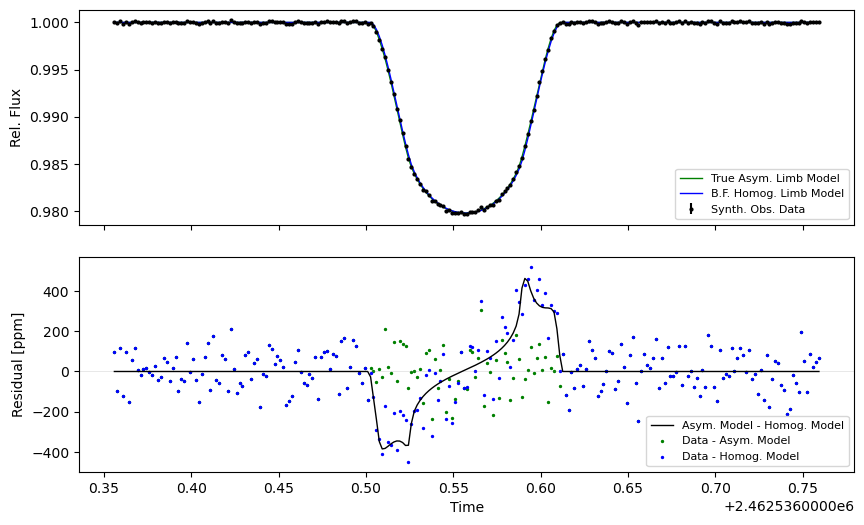 1.000
0.995
0.990
0.985
0.980
Rel. Flux
True Asym. Limb Model
B.F. Homog. Limb Model
Synth. Obs. Data
400
200
0
−200
−400
Residual [ppm]
Asym. Model - Homog. Model
Data - Asym. Model
Data - Homog. Model
0.35 0.40 0.45 0.50 0.55 0.60 0.65 0.70 0.75
Time
+2.4625360000e6